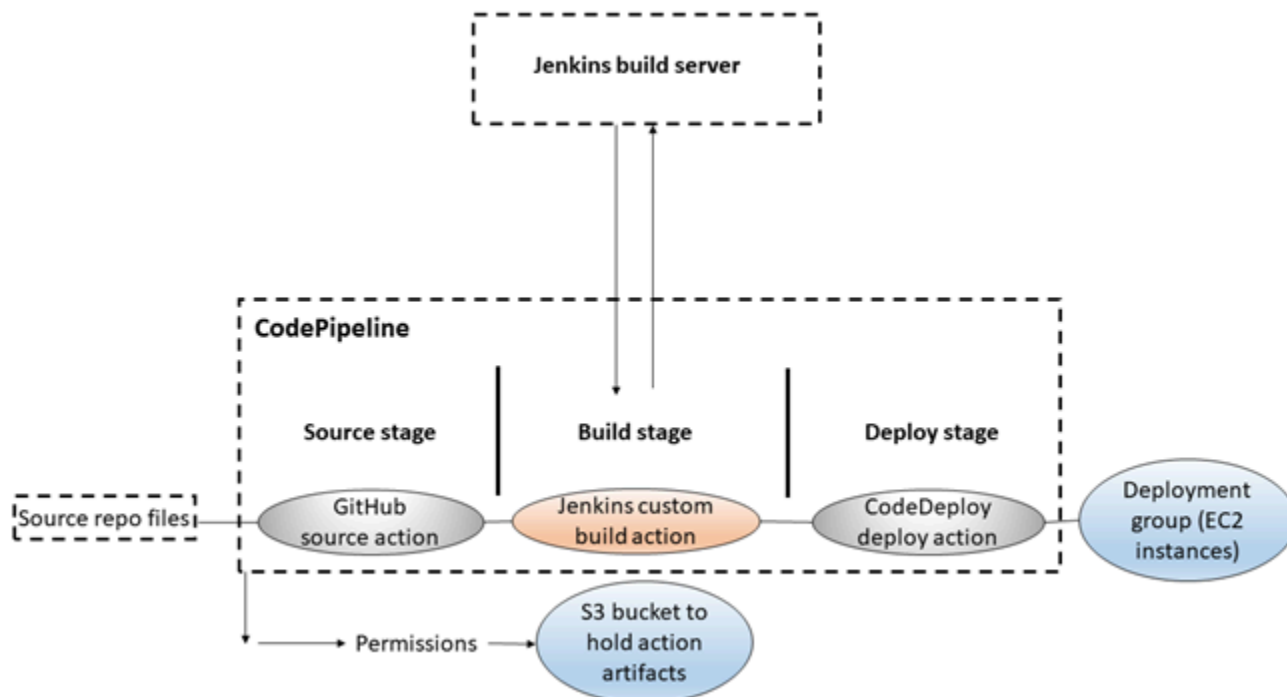 Jenkins build server
CodePipeline
Source stage
Build stage
Deploy stage
Source repo files
GitHub
source action
Jenkins custom
build action
CodeDeploy
deploy action
Deployment
group (EC2
instances)
Permissions
S3 bucket to
hold action
artifacts